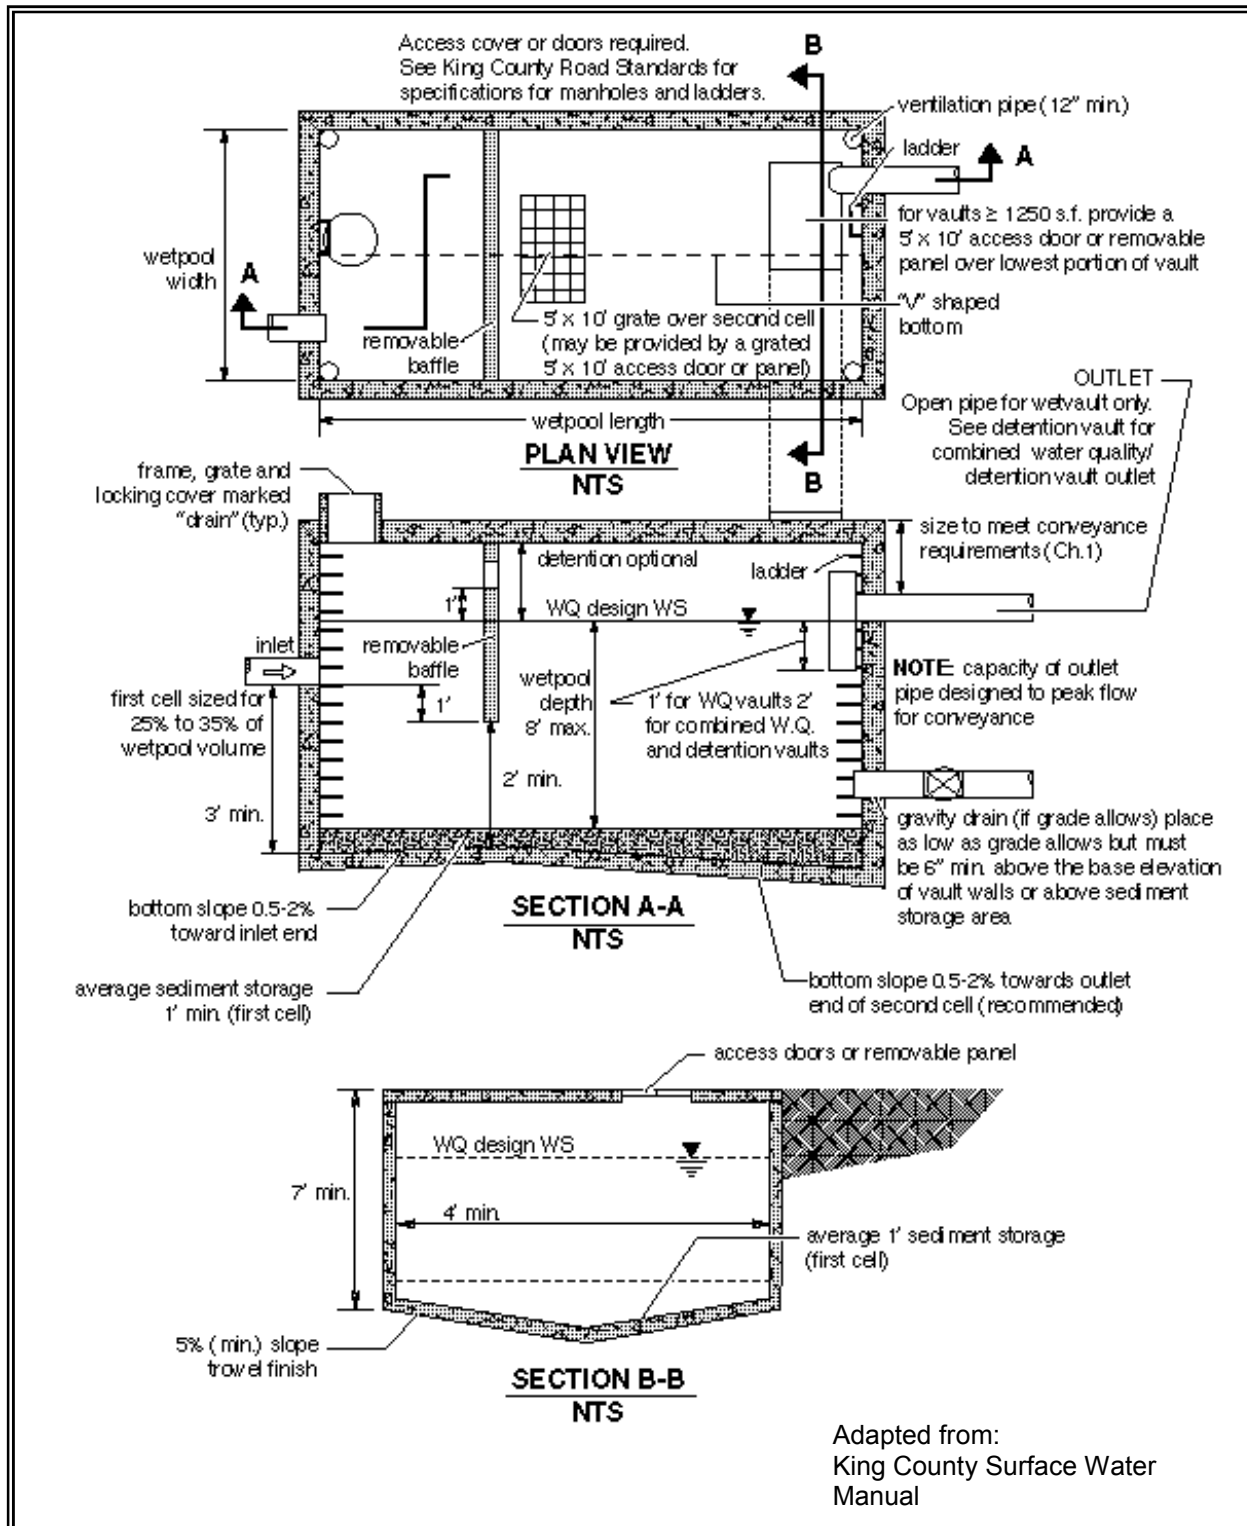 Access cover or doors required.
See King County Road Standards for
specifications for manholes and ladders.
B
ventilation pipe (12" min.)
ladder
A
for vaults ≥ 1250 s.f. provide a
5' x 10' access door or removable
panel over lowest portion of vault
wetpool
width
A
"V" shaped
bottom
removable
baffle
5' x 10' grate over second cell
(may be provided by a grated
5' x 10' access door or panel)
OUTLET
Open pipe for wetvault only.
See detention vault for
combined water quality/
detention vault outlet
wetpool length
PLAN VIEW
NTS
B
frame, grate and
locking cover marked
"drain" (typ.)
size to meet conveyance
requirements (Ch.1)
detention optional
ladder
1'
WQ design WS
inlet
removable
baffle
wetpool
depth
8' max.
NOTE: capacity of outlet
pipe designed to peak flow
for conveyance
first cell sized for
25% to 35% of
wetpool volume
1'
1' for WQ vaults 2'
for combined W.Q.
and detention vaults
2' min.
3' min.
gravity drain (if grade allows) place
as low as grade allows but must
be 6" min. above the base elevation
of vault walls or above sediment
storage area
bottom slope 0.5-2%
toward inlet end
SECTION A-A
NTS
average sediment storage
1' min. (first cell)
bottom slope 0.5-2% towards outlet
end of second cell (recommended)
access doors or removable panel
WQ design WS
7' min.
4' min.
average 1' sediment storage
(first cell)
5% (min.) slope
trowel finish
SECTION B-B
NTS
Adapted from:
King County Surface Water
Manual